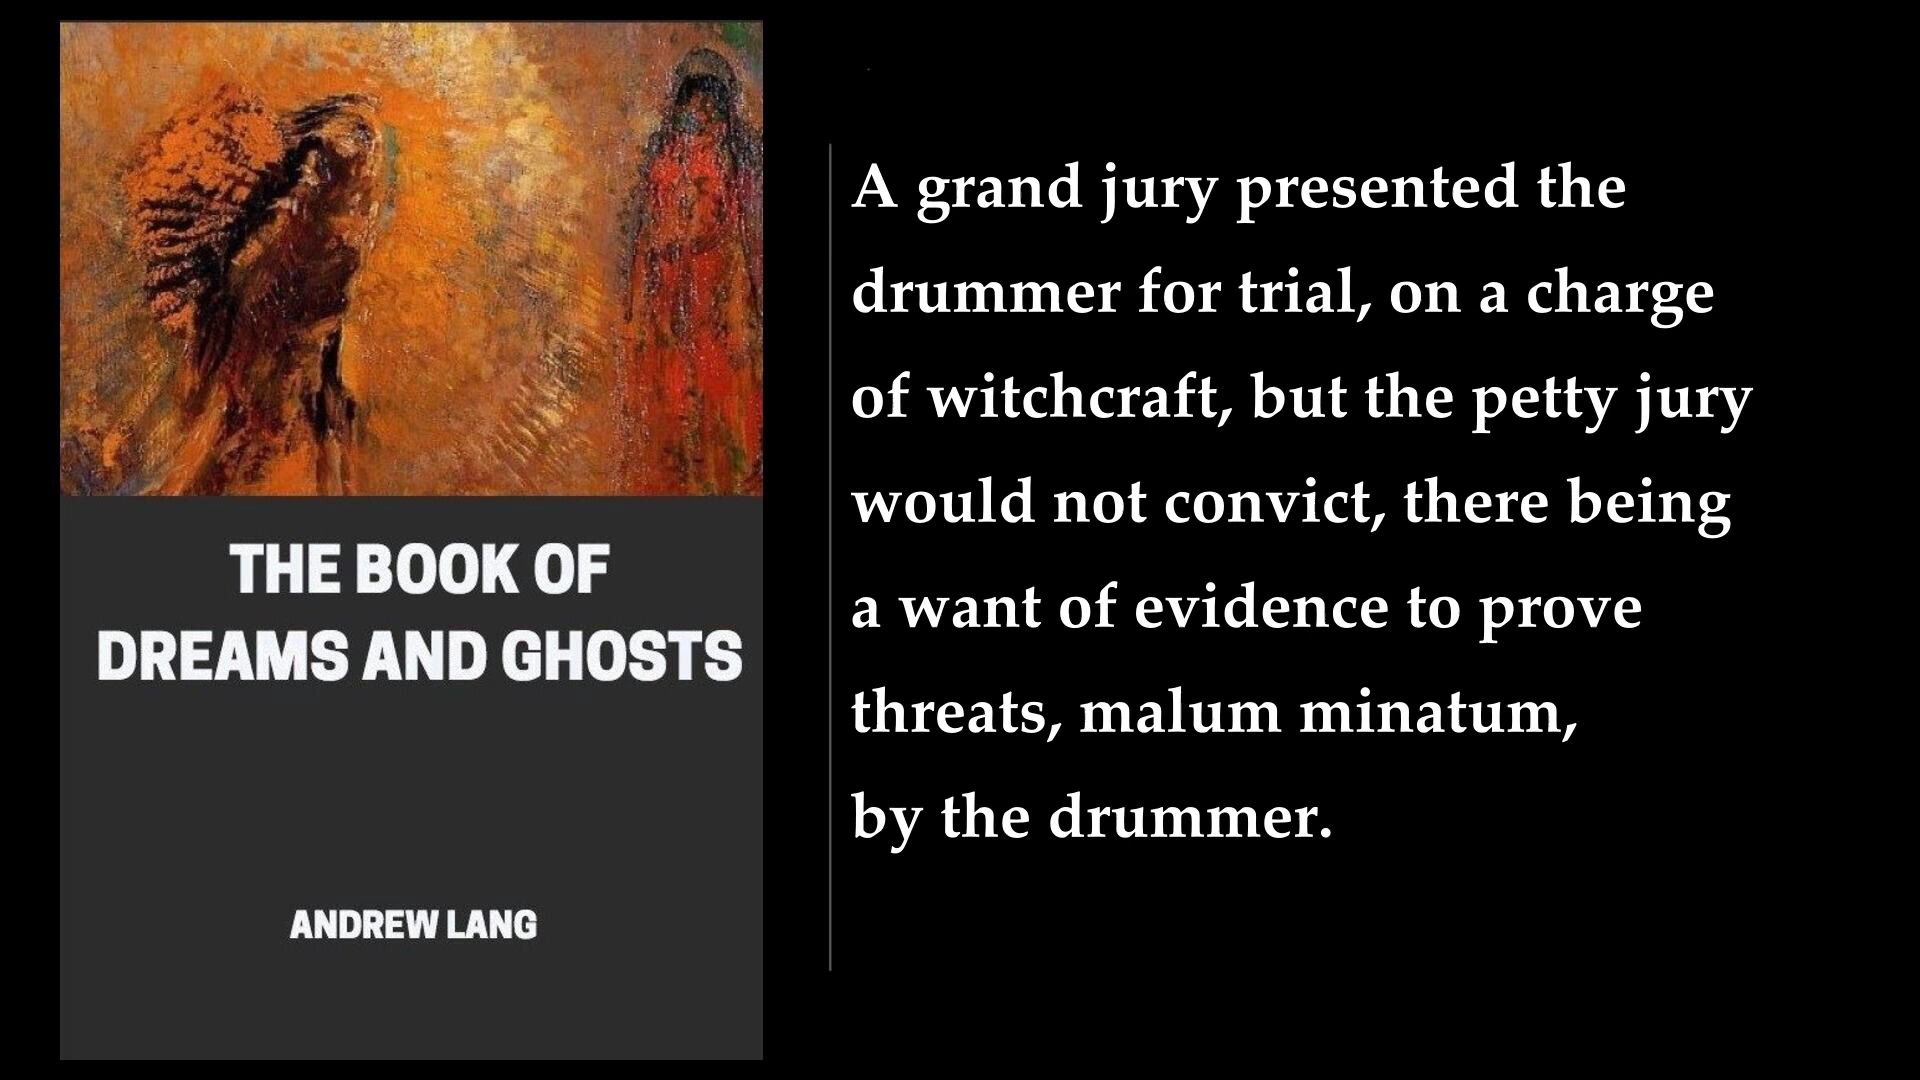 THE BOOK OF
DREAMS AND GHOSTS
ANDREW LANG
A grand jury presented the
drummer for trial, on a charge
of witchcraft, but the petty jury
would not convict, there being
a want of evidence to prove
threats, malum minatum,
by the drummer.